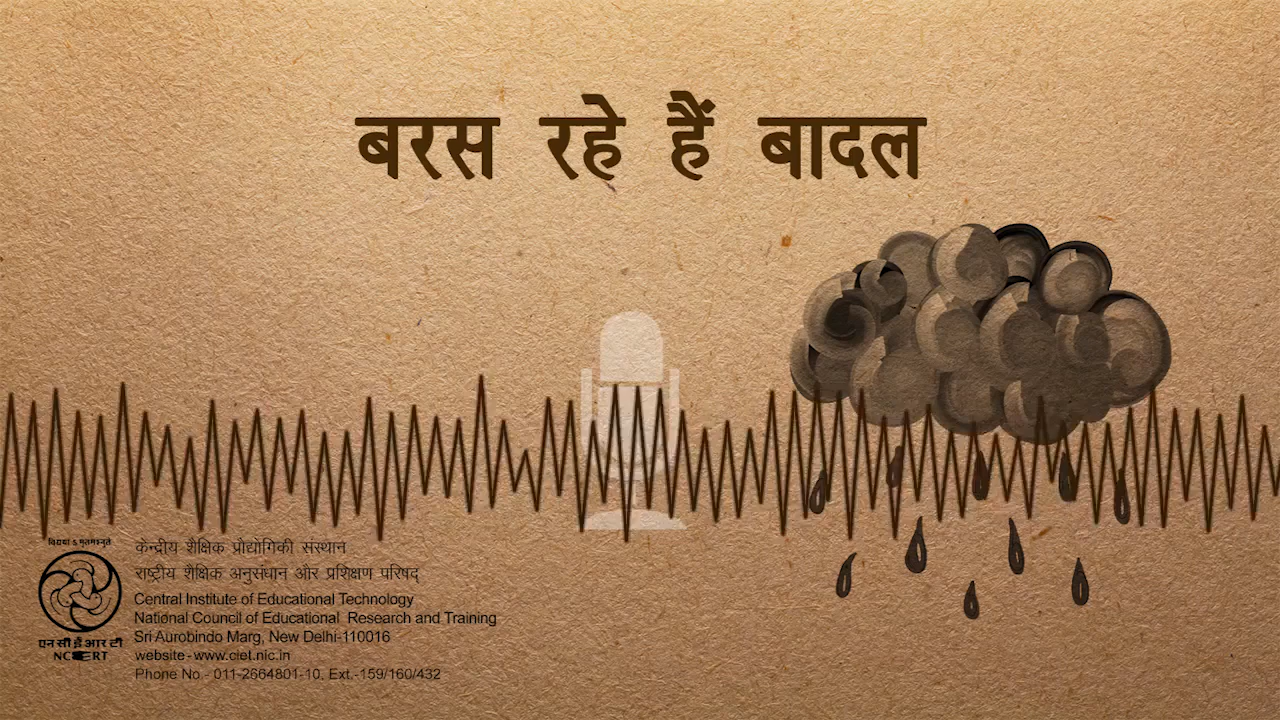 बरस रहे हैं बादल
विद्यया ऽ मृतमश्नुते
एन सी ई आर टी
NCERT
केन्द्रीय शैक्षिक प्रौद्योगिकी संस्थान
राष्ट्रीय शैक्षिक अनुसंधान और प्रशिक्षण परिषद्
Central Institute of Educational Technology
National Council of Educational Research and Training
Sri Aurobindo Marg, New Delhi-110016
website - www.ciet.nic.in
Phone No.- 011-2664801-10, Ext.-159/160/432